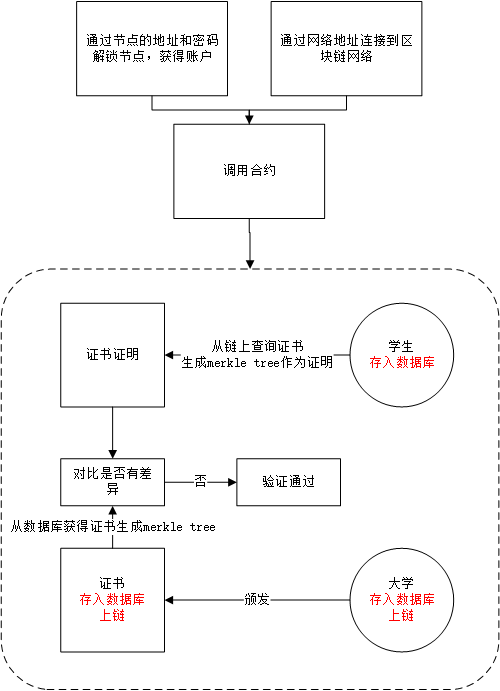 通过节点的地址和密码
解锁节点，获得账户
通过网络地址连接到区
块链网络
调用合约
证书证明
从链上查询证书
生成merkle tree作为证明
学生
存入数据库
对比是否有差
异
否
验证通过
从数据库获得证书生成merkle tree
证书
存入数据库
上链
颁发
大学
存入数据库
上链